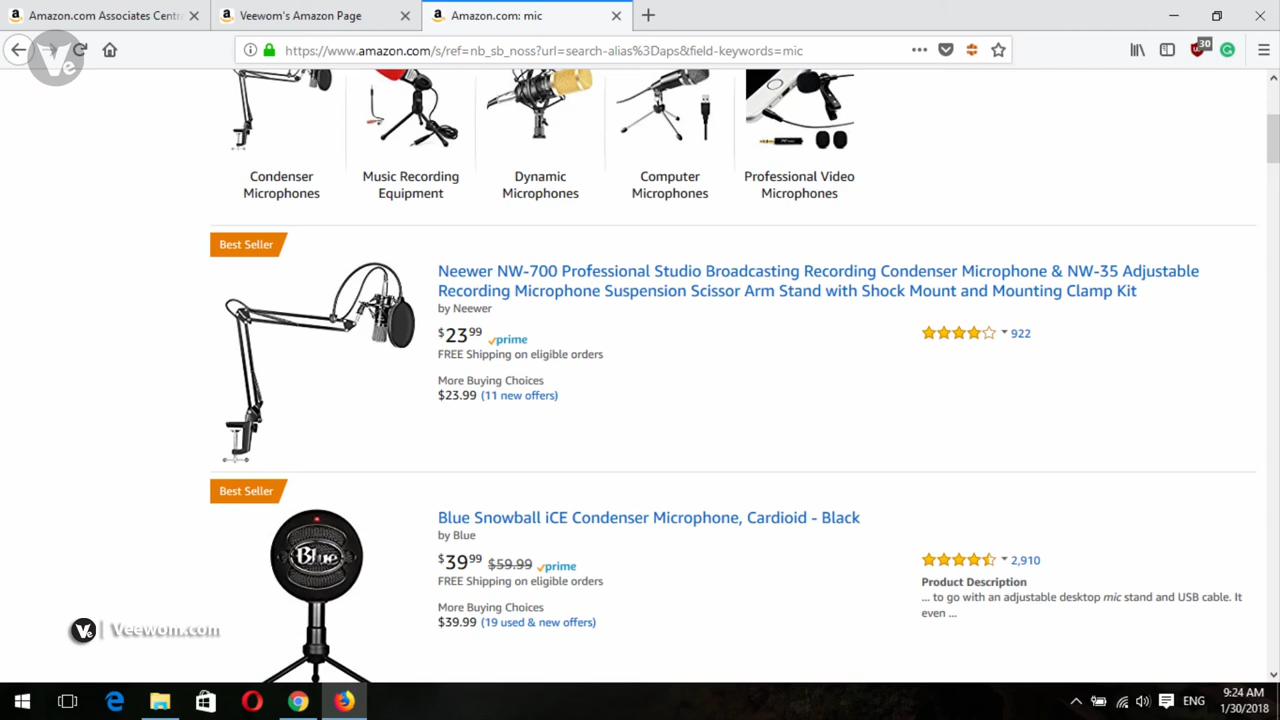 Amazon.com Associates Centr
Veewom's Amazon Page
Amazon.com: mic
Ve
https://www.amazon.com/s/ref=nb_sb_noss?url=search-alias%3Daps&field-keywords=mic
30
Condenser
Microphones
Music Recording
Equipment
Dynamic
Microphones
Computer
Microphones
Professional Video
Microphones
Best Seller
Neewer NW-700 Professional Studio Broadcasting Recording Condenser Microphone & NW-35 Adjustable
Recording Microphone Suspension Scissor Arm Stand with Shock Mount and Mounting Clamp Kit
by Neewer
$23 99 prime
922
FREE Shipping on eligible orders
More Buying Choices
$23.99 (11 new offers)
Best Seller
Blue Snowball iCE Condenser Microphone, Cardioid - Black
by Blue
$39 99 $59.99 prime
2,910
FREE Shipping on eligible orders
Product Description
... to go with an adjustable desktop mic stand and USB cable. It
even ...
More Buying Choices
$39.99 (19 used & new offers)
Blue
Ve Veewom.com
ENG
9:24 AM
1/30/2018